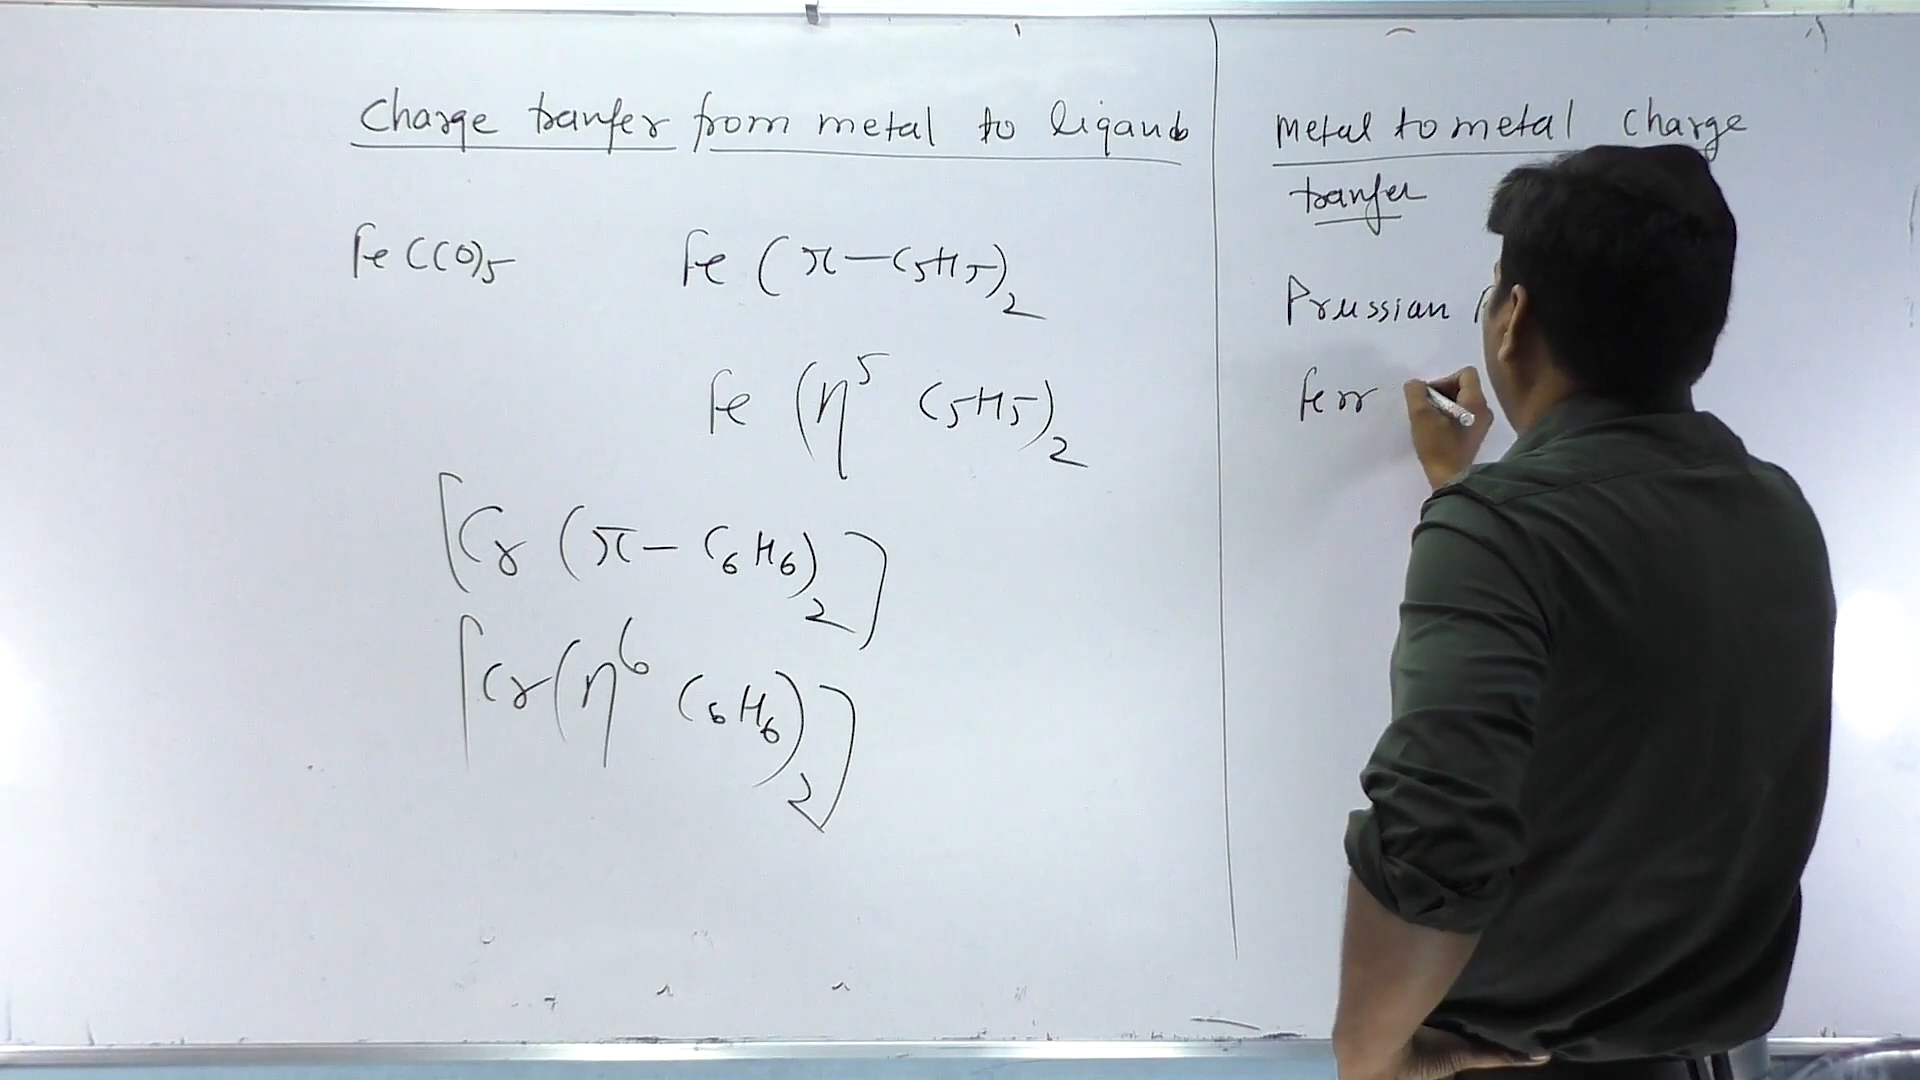 Charge tranfer from metal to ligand
Fe(CO)5
Fe (π-C5H5)2
Fe (η5 C5H5)2
[Cr (π- C6H6)2]
[Cr(η6 C6H6)2]
Metal to metal charge
tranfer
Prussian
Ferr